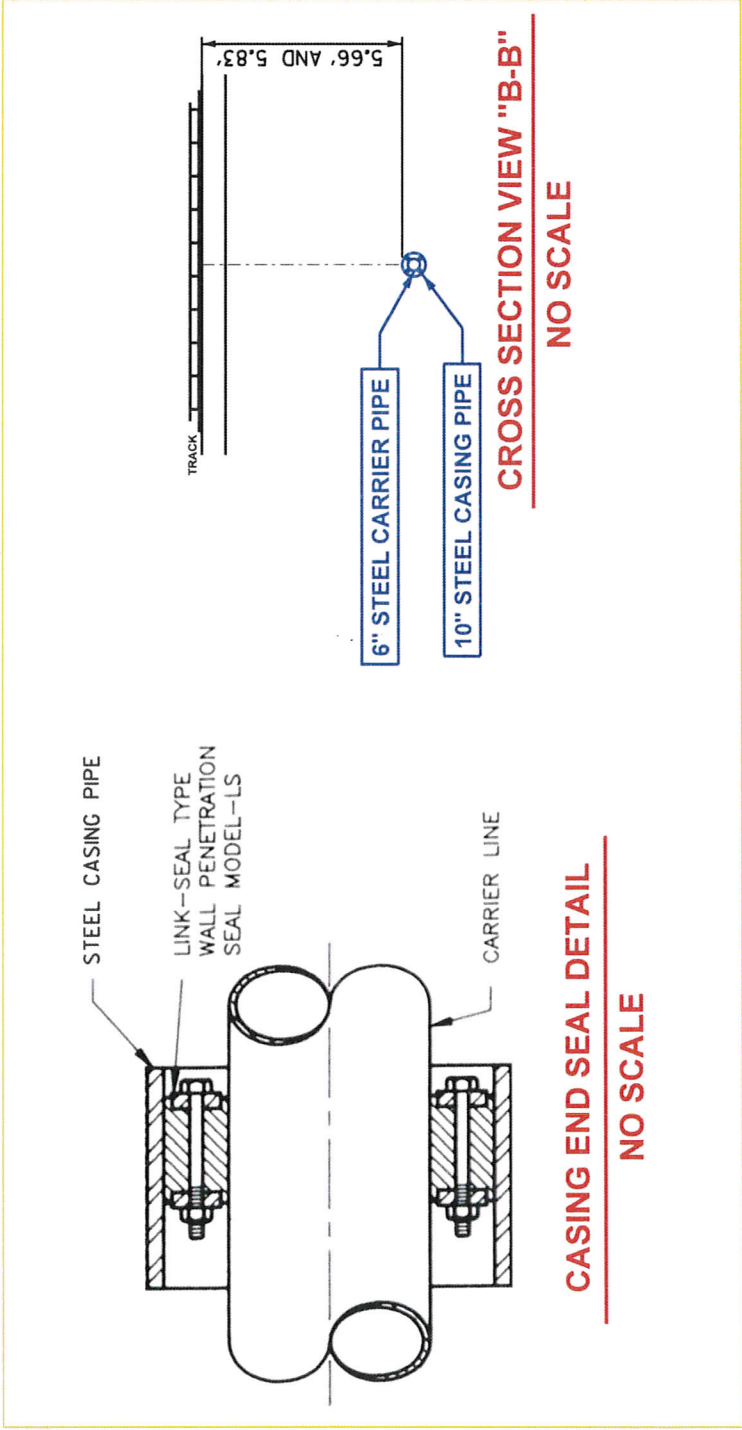 STEEL CASING PIPE
LINK-SEAL TYPE
WALL PENETRATION
SEAL MODEL-LS
CARRIER LINE
CASING END SEAL DETAIL
NO SCALE
TRACK
5.66' AND 5.83'
6" STEEL CARRIER PIPE
10" STEEL CASING PIPE
CROSS SECTION VIEW "B-B"
NO SCALE